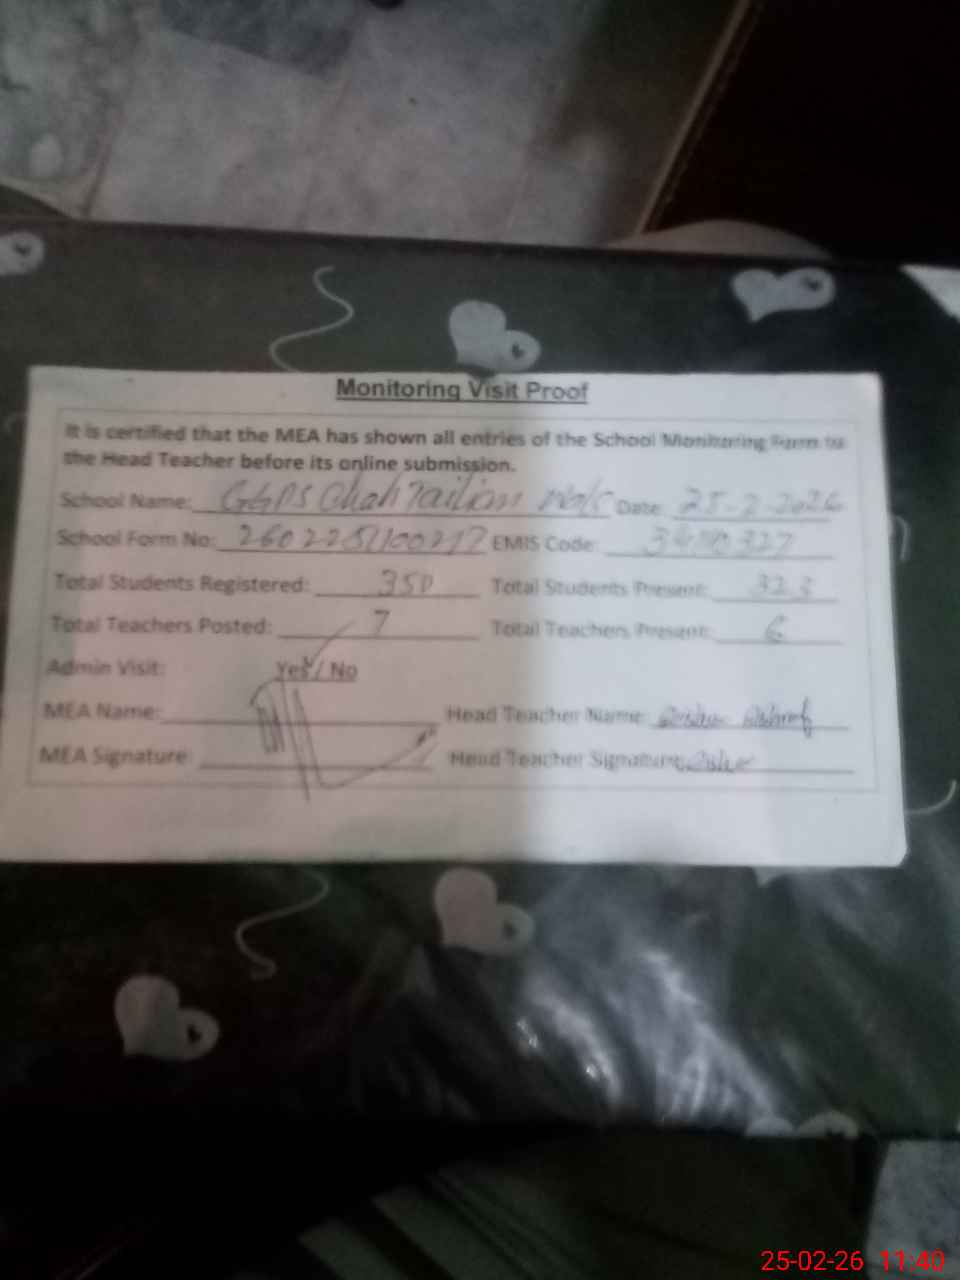 Monitoring Visit Proof
It is certified that the MEA has shown all entries of the School Monitoring Form to
the Head Teacher before its online submission.
School Name: GGPS Chah Date: 25-2-2026
School Form No: EMIS Code:
Total Students Registered: 350 Total Students Present: 323
Total Teachers Posted: 7 Total Teachers Present: 6
Admin Visit: Yes / No
MEA Name: Head Teacher Name: Ashraf
MEA Signature: Head Teacher Signature:
25-02-26 11:40